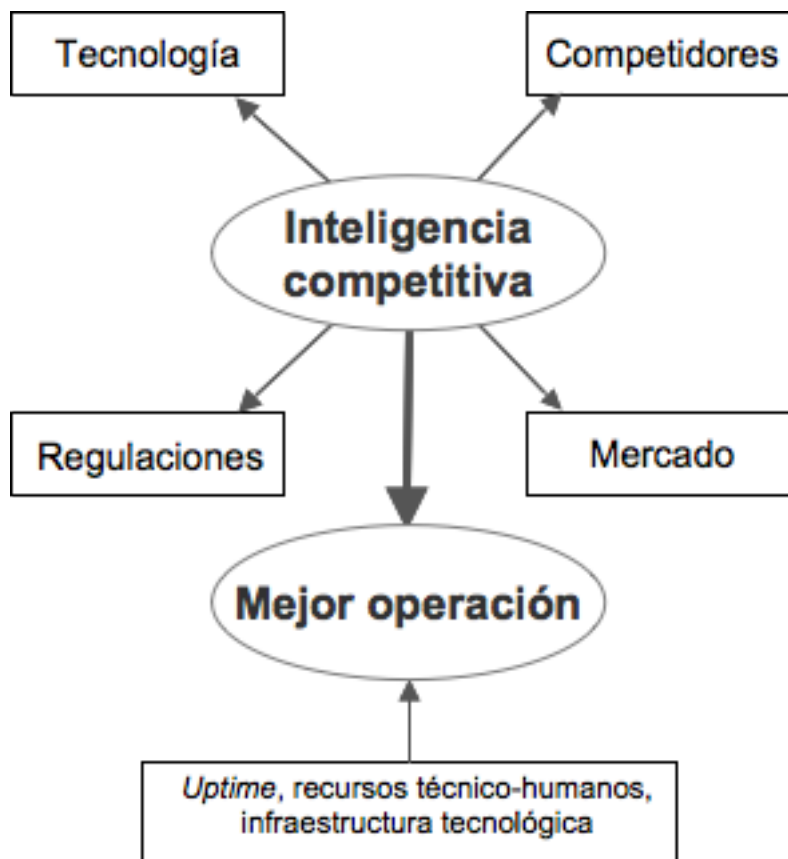 Tecnología
Competidores
Inteligencia
competitiva
Regulaciones
Mercado
Mejor operación
Uptime, recursos técnico-humanos,
infraestructura tecnológica